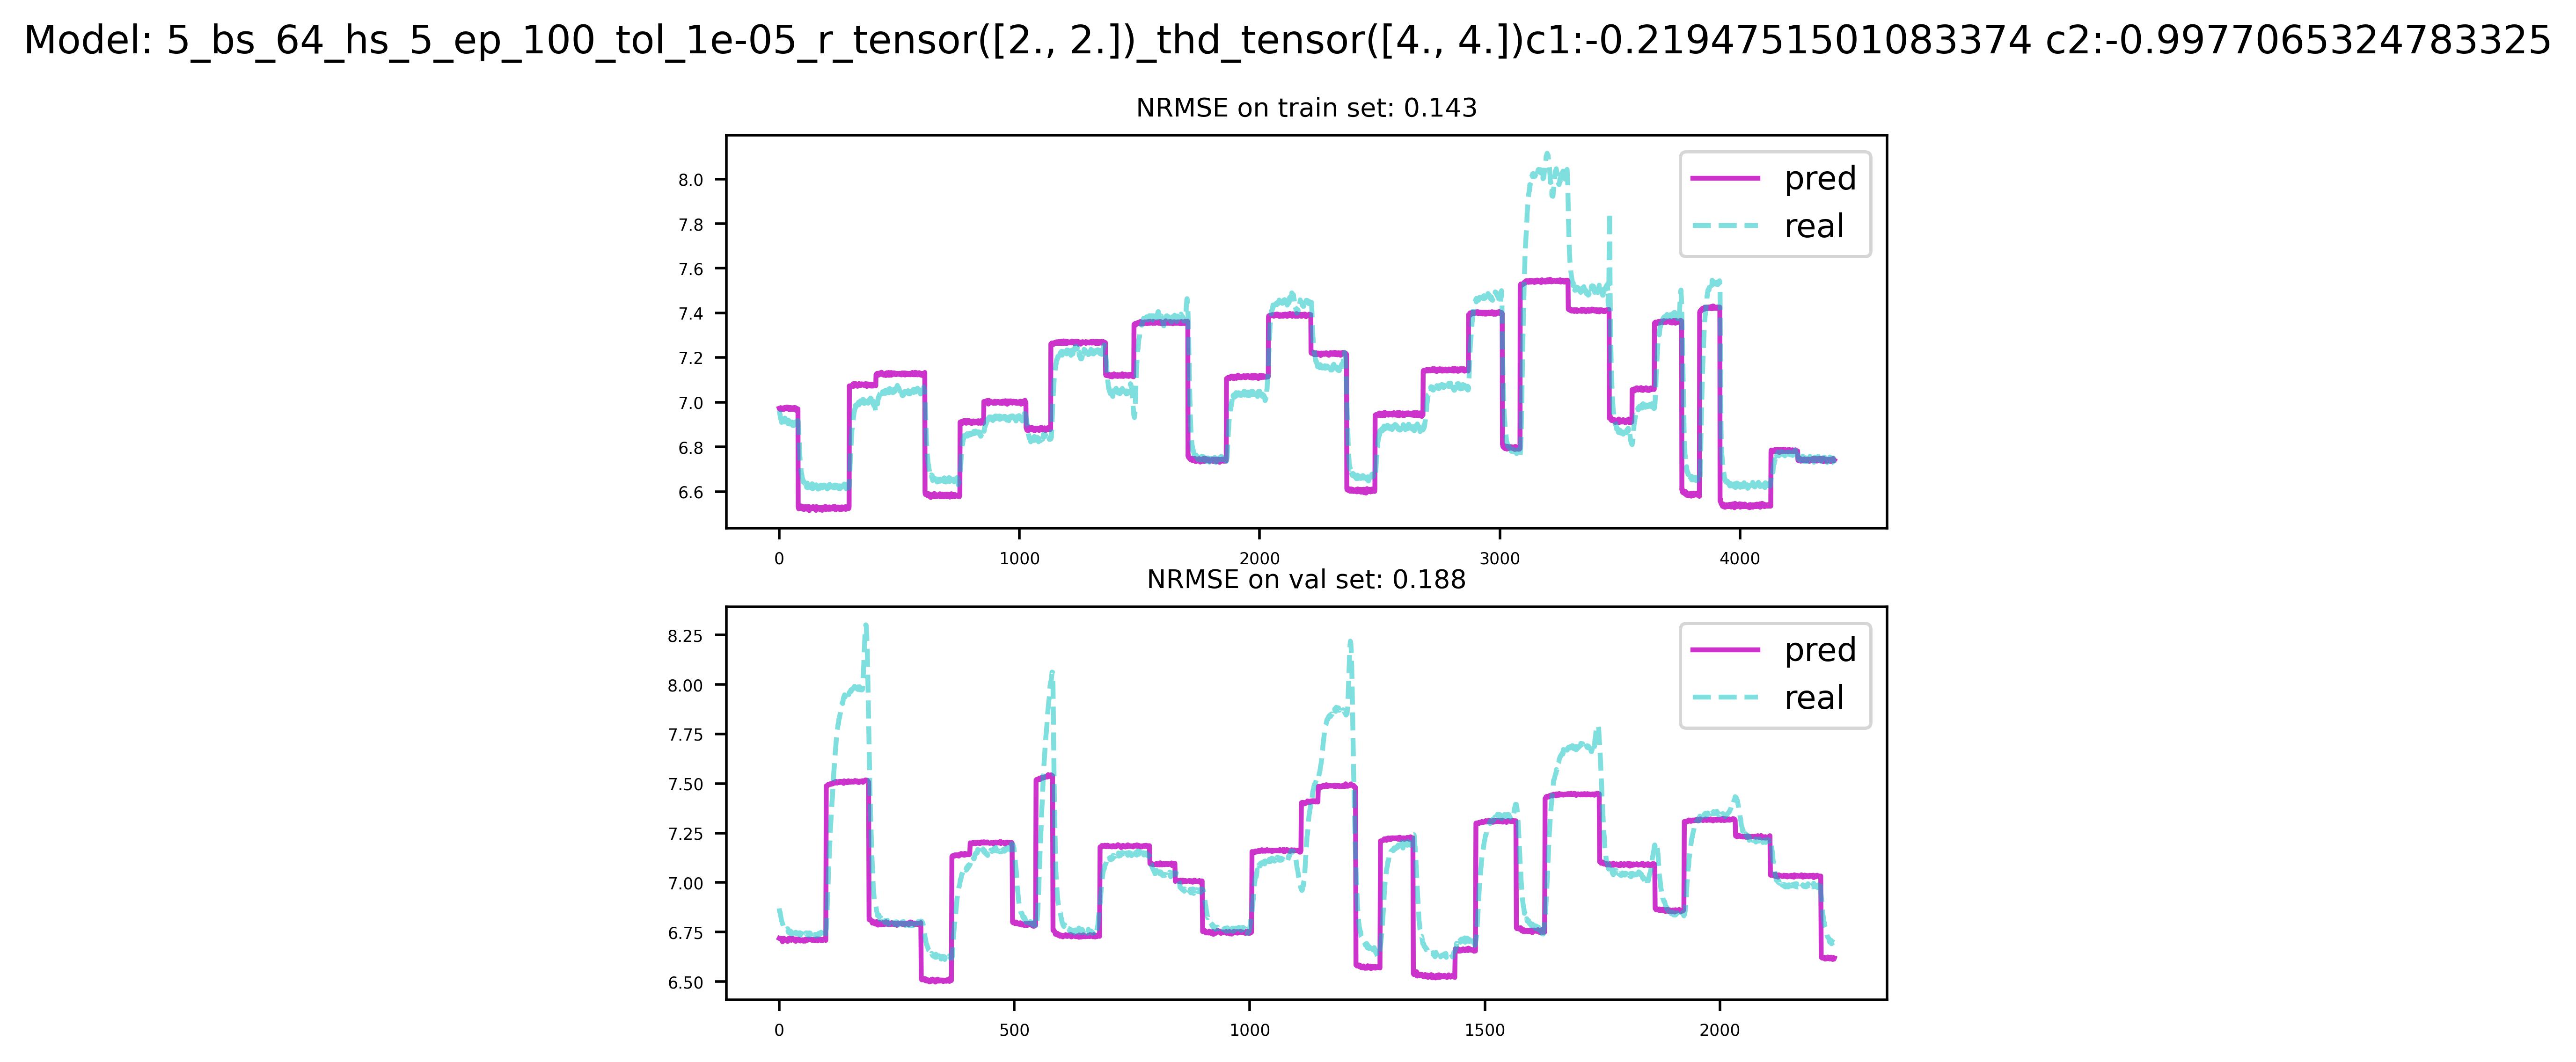 Model: 5_bs_64_hs_5_ep_100_tol_1e-05_r_tensor([2., 2.])_thd_tensor([4., 4.])c1:-0.2194751501083374 c2:-0.9977065324783325
NRMSE on train set: 0.143
8.0
7.8
7.6
7.4
7.2
7.0
6.8
6.6
pred
real
0 1000 2000 3000 4000
NRMSE on val set: 0.188
8.25
8.00
7.75
7.50
7.25
7.00
6.75
6.50
pred
real
0 500 1000 1500 2000